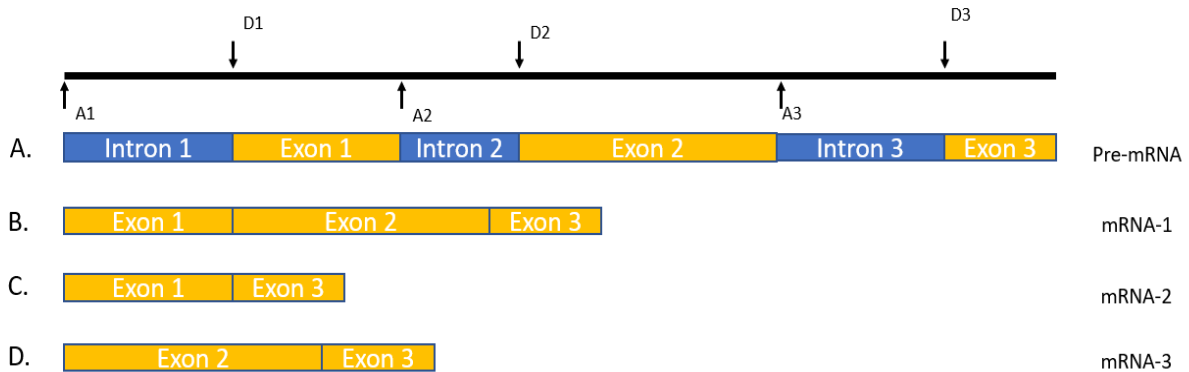 D1
D2
D3
A1
A2
A3
A. Intron 1 Exon 1 Intron 2 Exon 2 Intron 3 Exon 3 Pre-mRNA
B. Exon 1 Exon 2 Exon 3 mRNA-1
C. Exon 1 Exon 3 mRNA-2
D. Exon 2 Exon 3 mRNA-3